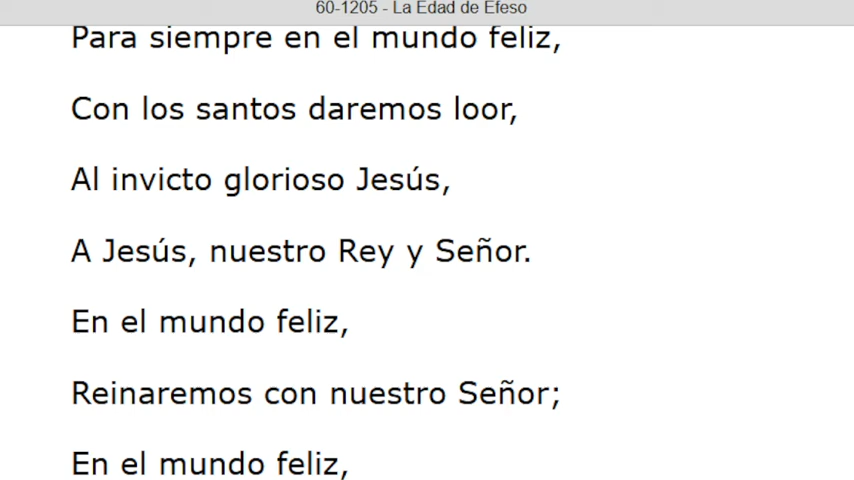 60-1205 - La Edad de Efeso
Para siempre en el mundo feliz,
Con los santos daremos loor,
Al invicto glorioso Jesús,
A Jesús, nuestro Rey y Señor.
En el mundo feliz,
Reinaremos con nuestro Señor;
En el mundo feliz,